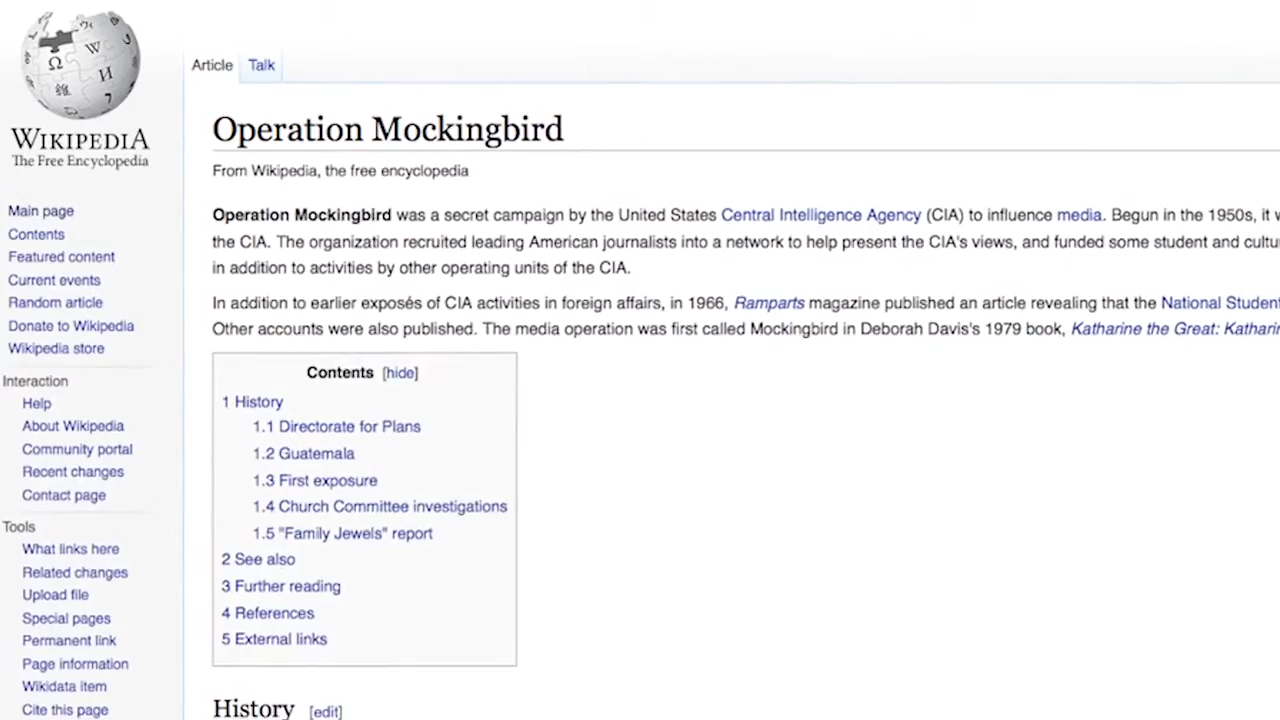 WIKIPEDIA
The Free Encyclopedia
Main page
Contents
Featured content
Current events
Random article
Donate to Wikipedia
Wikipedia store
Interaction
Help
About Wikipedia
Community portal
Recent changes
Contact page
Tools
What links here
Related changes
Upload file
Special pages
Permanent link
Page information
Wikidata item
Cite this page
Article Talk
Operation Mockingbird
From Wikipedia, the free encyclopedia
Operation Mockingbird was a secret campaign by the United States Central Intelligence Agency (CIA) to influence media. Begun in the 1950s, it
the CIA. The organization recruited leading American journalists into a network to help present the CIA's views, and funded some student and
in addition to activities by other operating units of the CIA.
In addition to earlier exposés of CIA activities in foreign affairs, in 1966, Ramparts magazine published an article revealing that the National
Other accounts were also published. The media operation was first called Mockingbird in Deborah Davis's 1979 book, Katharine the Great:
Contents [hide]
1 History
1.1 Directorate for Plans
1.2 Guatemala
1.3 First exposure
1.4 Church Committee investigations
1.5 "Family Jewels" report
2 See also
3 Further reading
4 References
5 External links
History [edit]